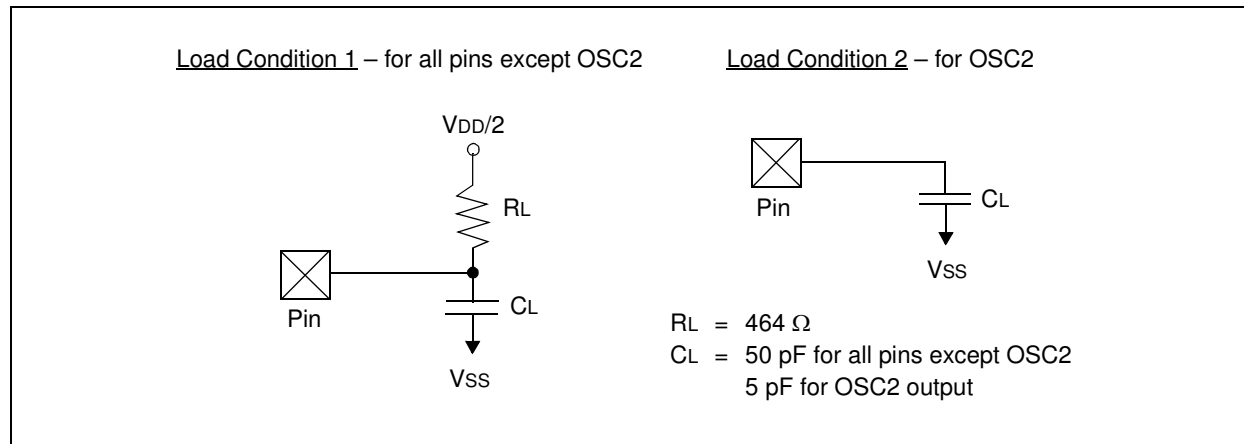 Load Condition 1 – for all pins except OSC2
VDD/2
RL
Pin
CL
VSS
Load Condition 2 – for OSC2
Pin
CL
VSS
RL = 464 Ω
CL = 50 pF for all pins except OSC2
5 pF for OSC2 output